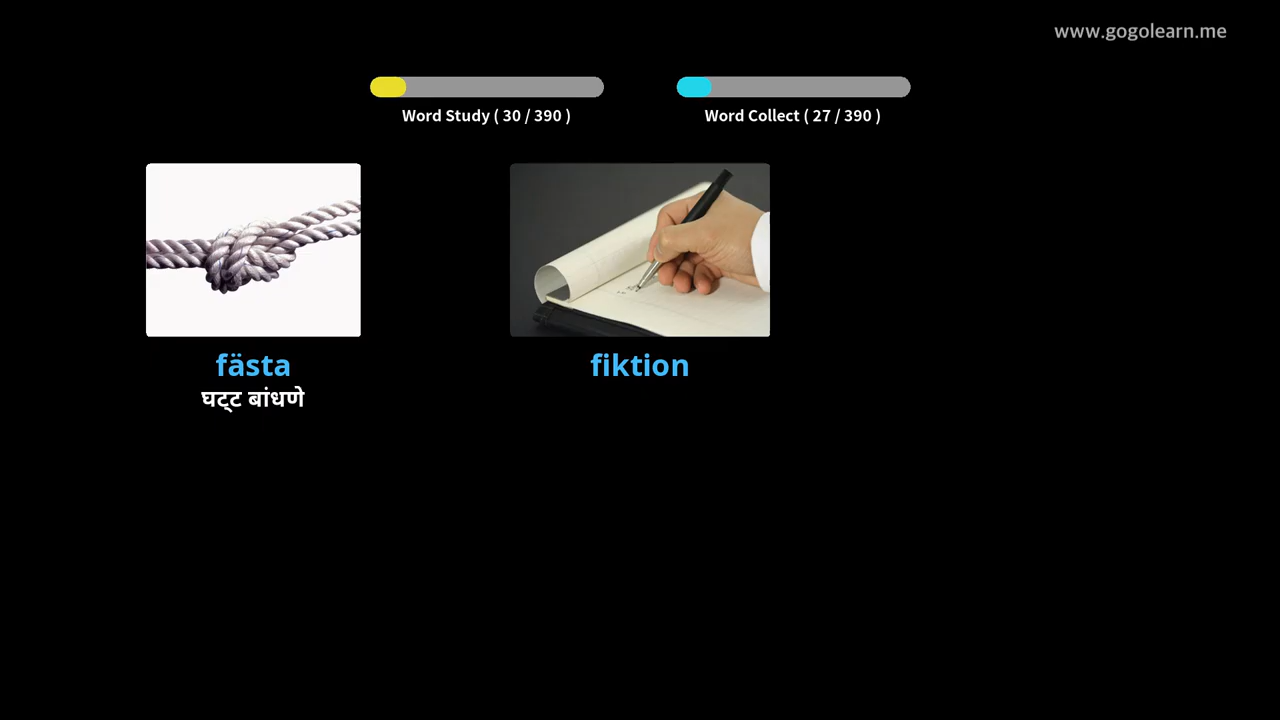 www.gogolearn.me
Word Study ( 30 / 390 )
Word Collect ( 27 / 390 )
fästa
घट्ट बांधणे
fiktion